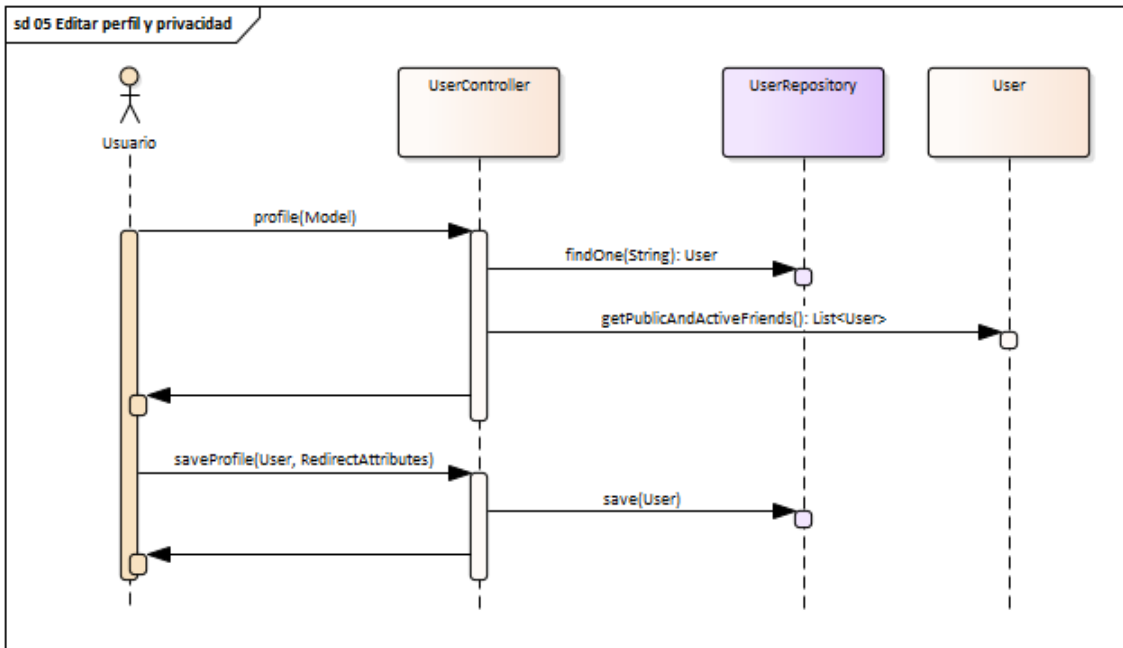 sd 05 Editar perfil y privacidad
Usuario
UserController
UserRepository
User
profile(Model)
findOne(String): User
getPublicAndActiveFriends(): List<User>
saveProfile(User, RedirectAttributes)
save(User)